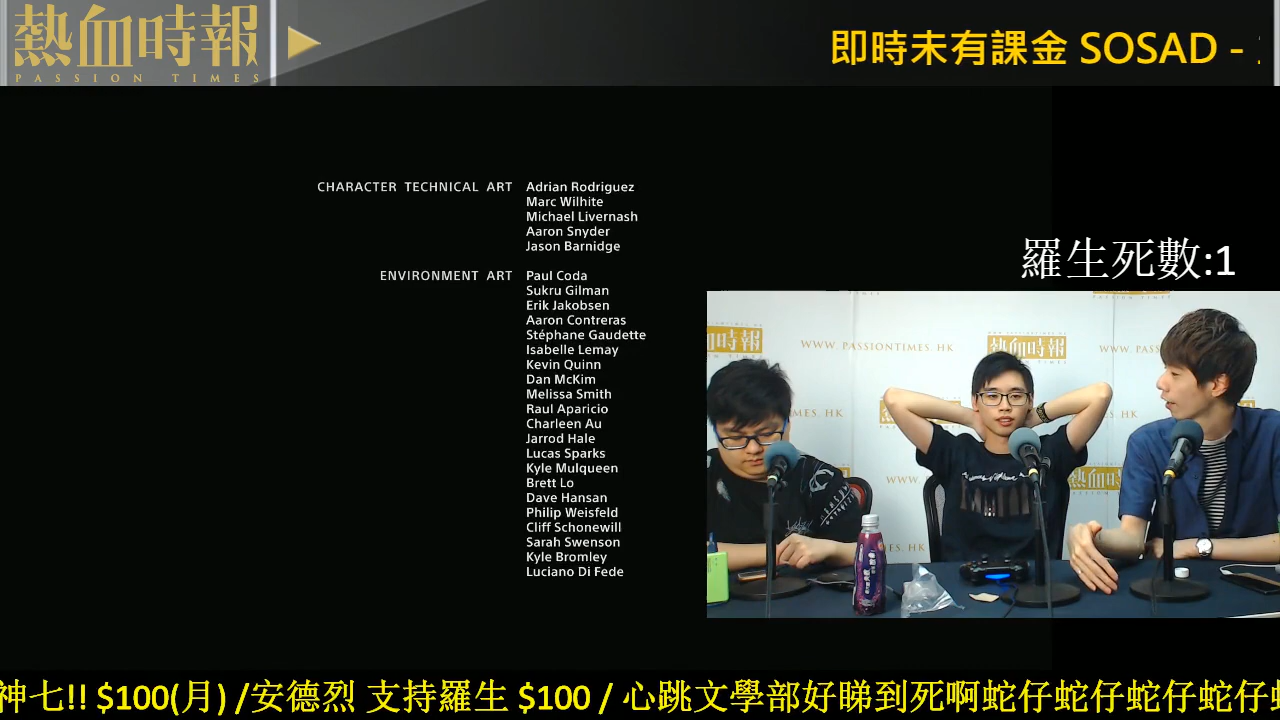 熱血時報
PASSION TIMES
即時未有課金 SOSAD -
CHARACTER TECHNICAL ART Adrian Rodriguez
Marc Wilhite
Michael Livernash
Aaron Snyder
Jason Barnidge
ENVIRONMENT ART Paul Coda
Sukru Gilman
Erik Jakobsen
Aaron Contreras
Stéphane Gaudette
Isabelle Lemay
Kevin Quinn
Dan McKim
Melissa Smith
Raul Aparicio
Charleen Au
Jarrod Hale
Lucas Sparks
Kyle Mulqueen
Brett Lo
Dave Hansan
Philip Weisfeld
Cliff Schonewill
Sarah Swenson
Kyle Bromley
Luciano Di Fede
羅生死數:1
WWW.PASSIONTIMES.HK
熱血時報
神七!! $100(月) /安德烈 支持羅生 $100 / 心跳文學部好睇到死啊蛇仔蛇仔蛇仔蛇仔